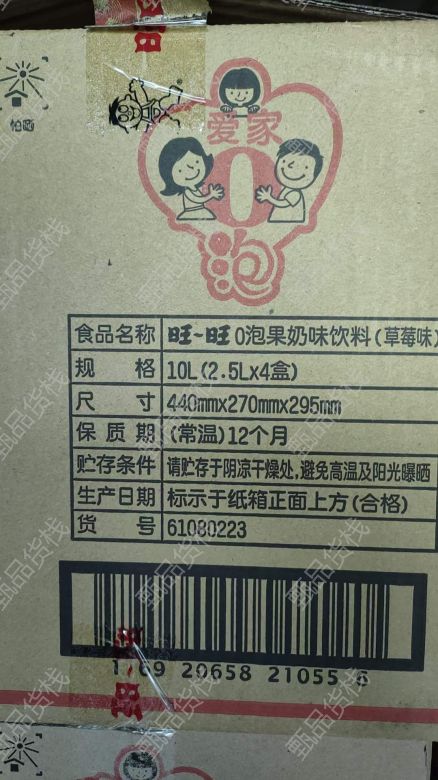 怕晒
爱家
O
泡
食品名称 旺-旺O泡果奶味饮料(草莓味)
规格 10L(2.5Lx4盒)
尺寸 440mmx270mmx295mm
保质期 (常温)12个月
贮存条件 请贮存于阴凉干燥处,避免高温及阳光曝晒
生产日期 标示于纸箱正面上方(合格)
货号 61080223
20658 21055
甄品货栈